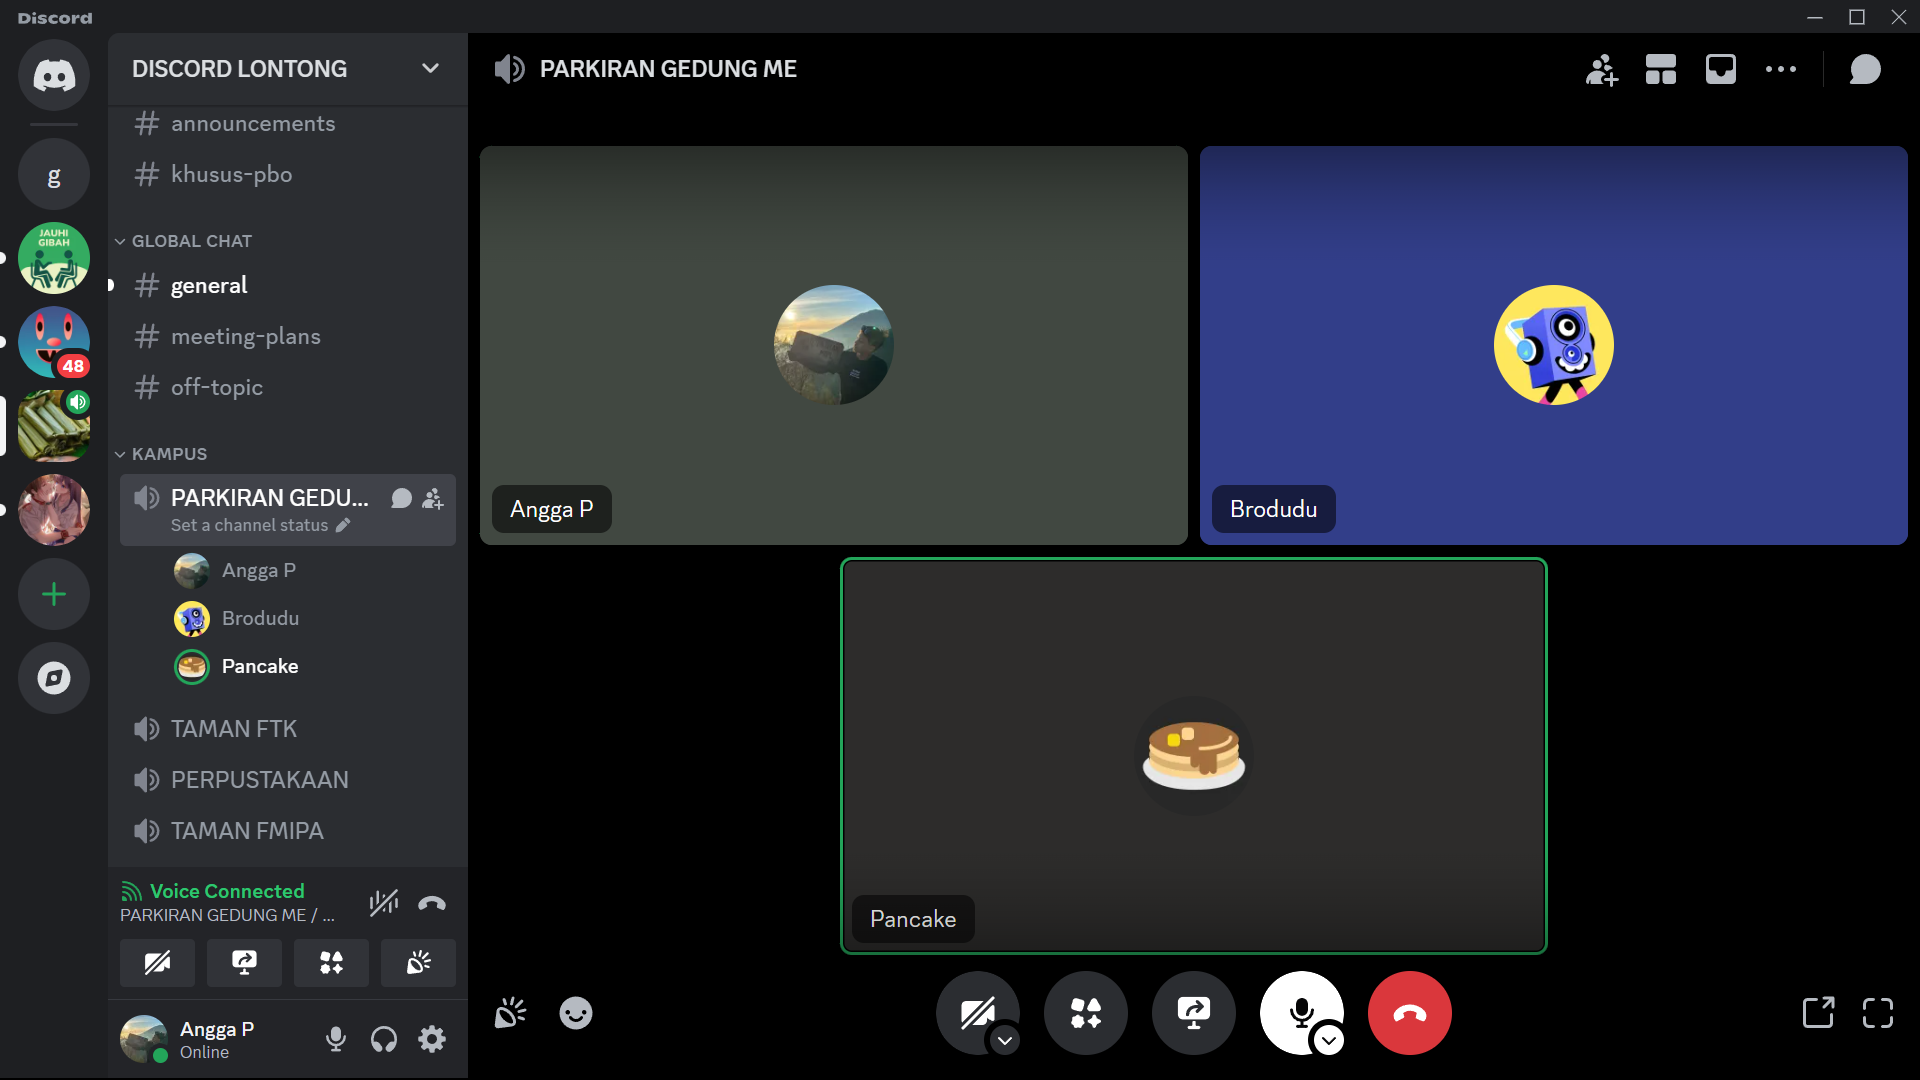 Discord
DISCORD LONTONG
announcements
khusus-pbo
GLOBAL CHAT
general
meeting-plans
off-topic
KAMPUS
PARKIRAN GEDU...
Set a channel status
Angga P
Brodudu
Pancake
TAMAN FTK
PERPUSTAKAAN
TAMAN FMIPA
Voice Connected
PARKIRAN GEDUNG ME / ...
Angga P
Online
g
JAUHI
GIBAH
48
PARKIRAN GEDUNG ME
Angga P
Brodudu
Pancake